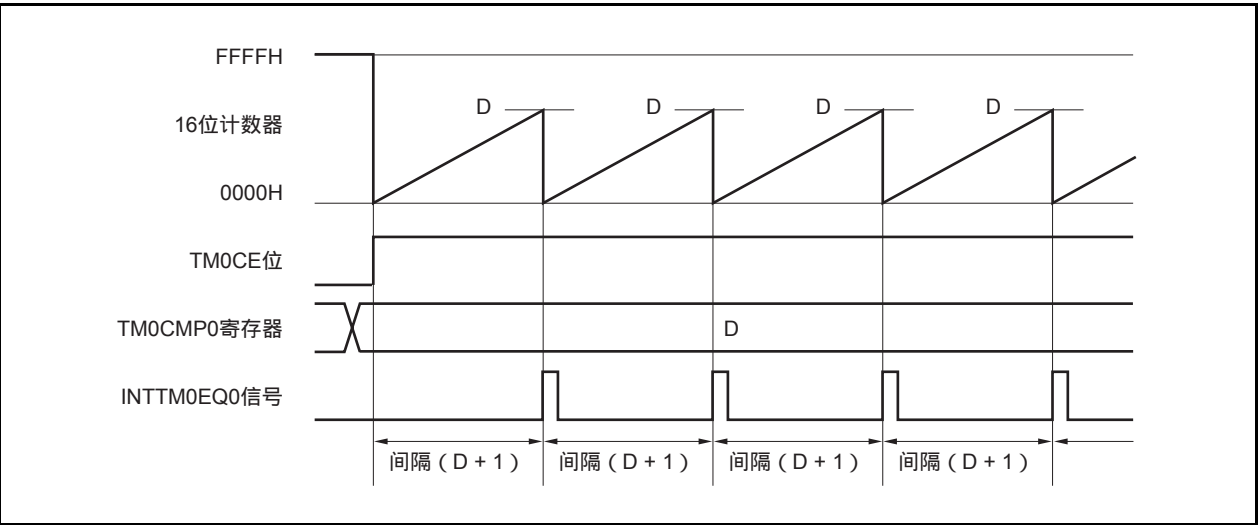 FFFFH
D D D D
16位计数器
0000H
TM0CE位
TM0CMP0寄存器
D
INTTM0EQ0信号
间隔（D + 1） 间隔（D + 1） 间隔（D + 1） 间隔（D + 1）